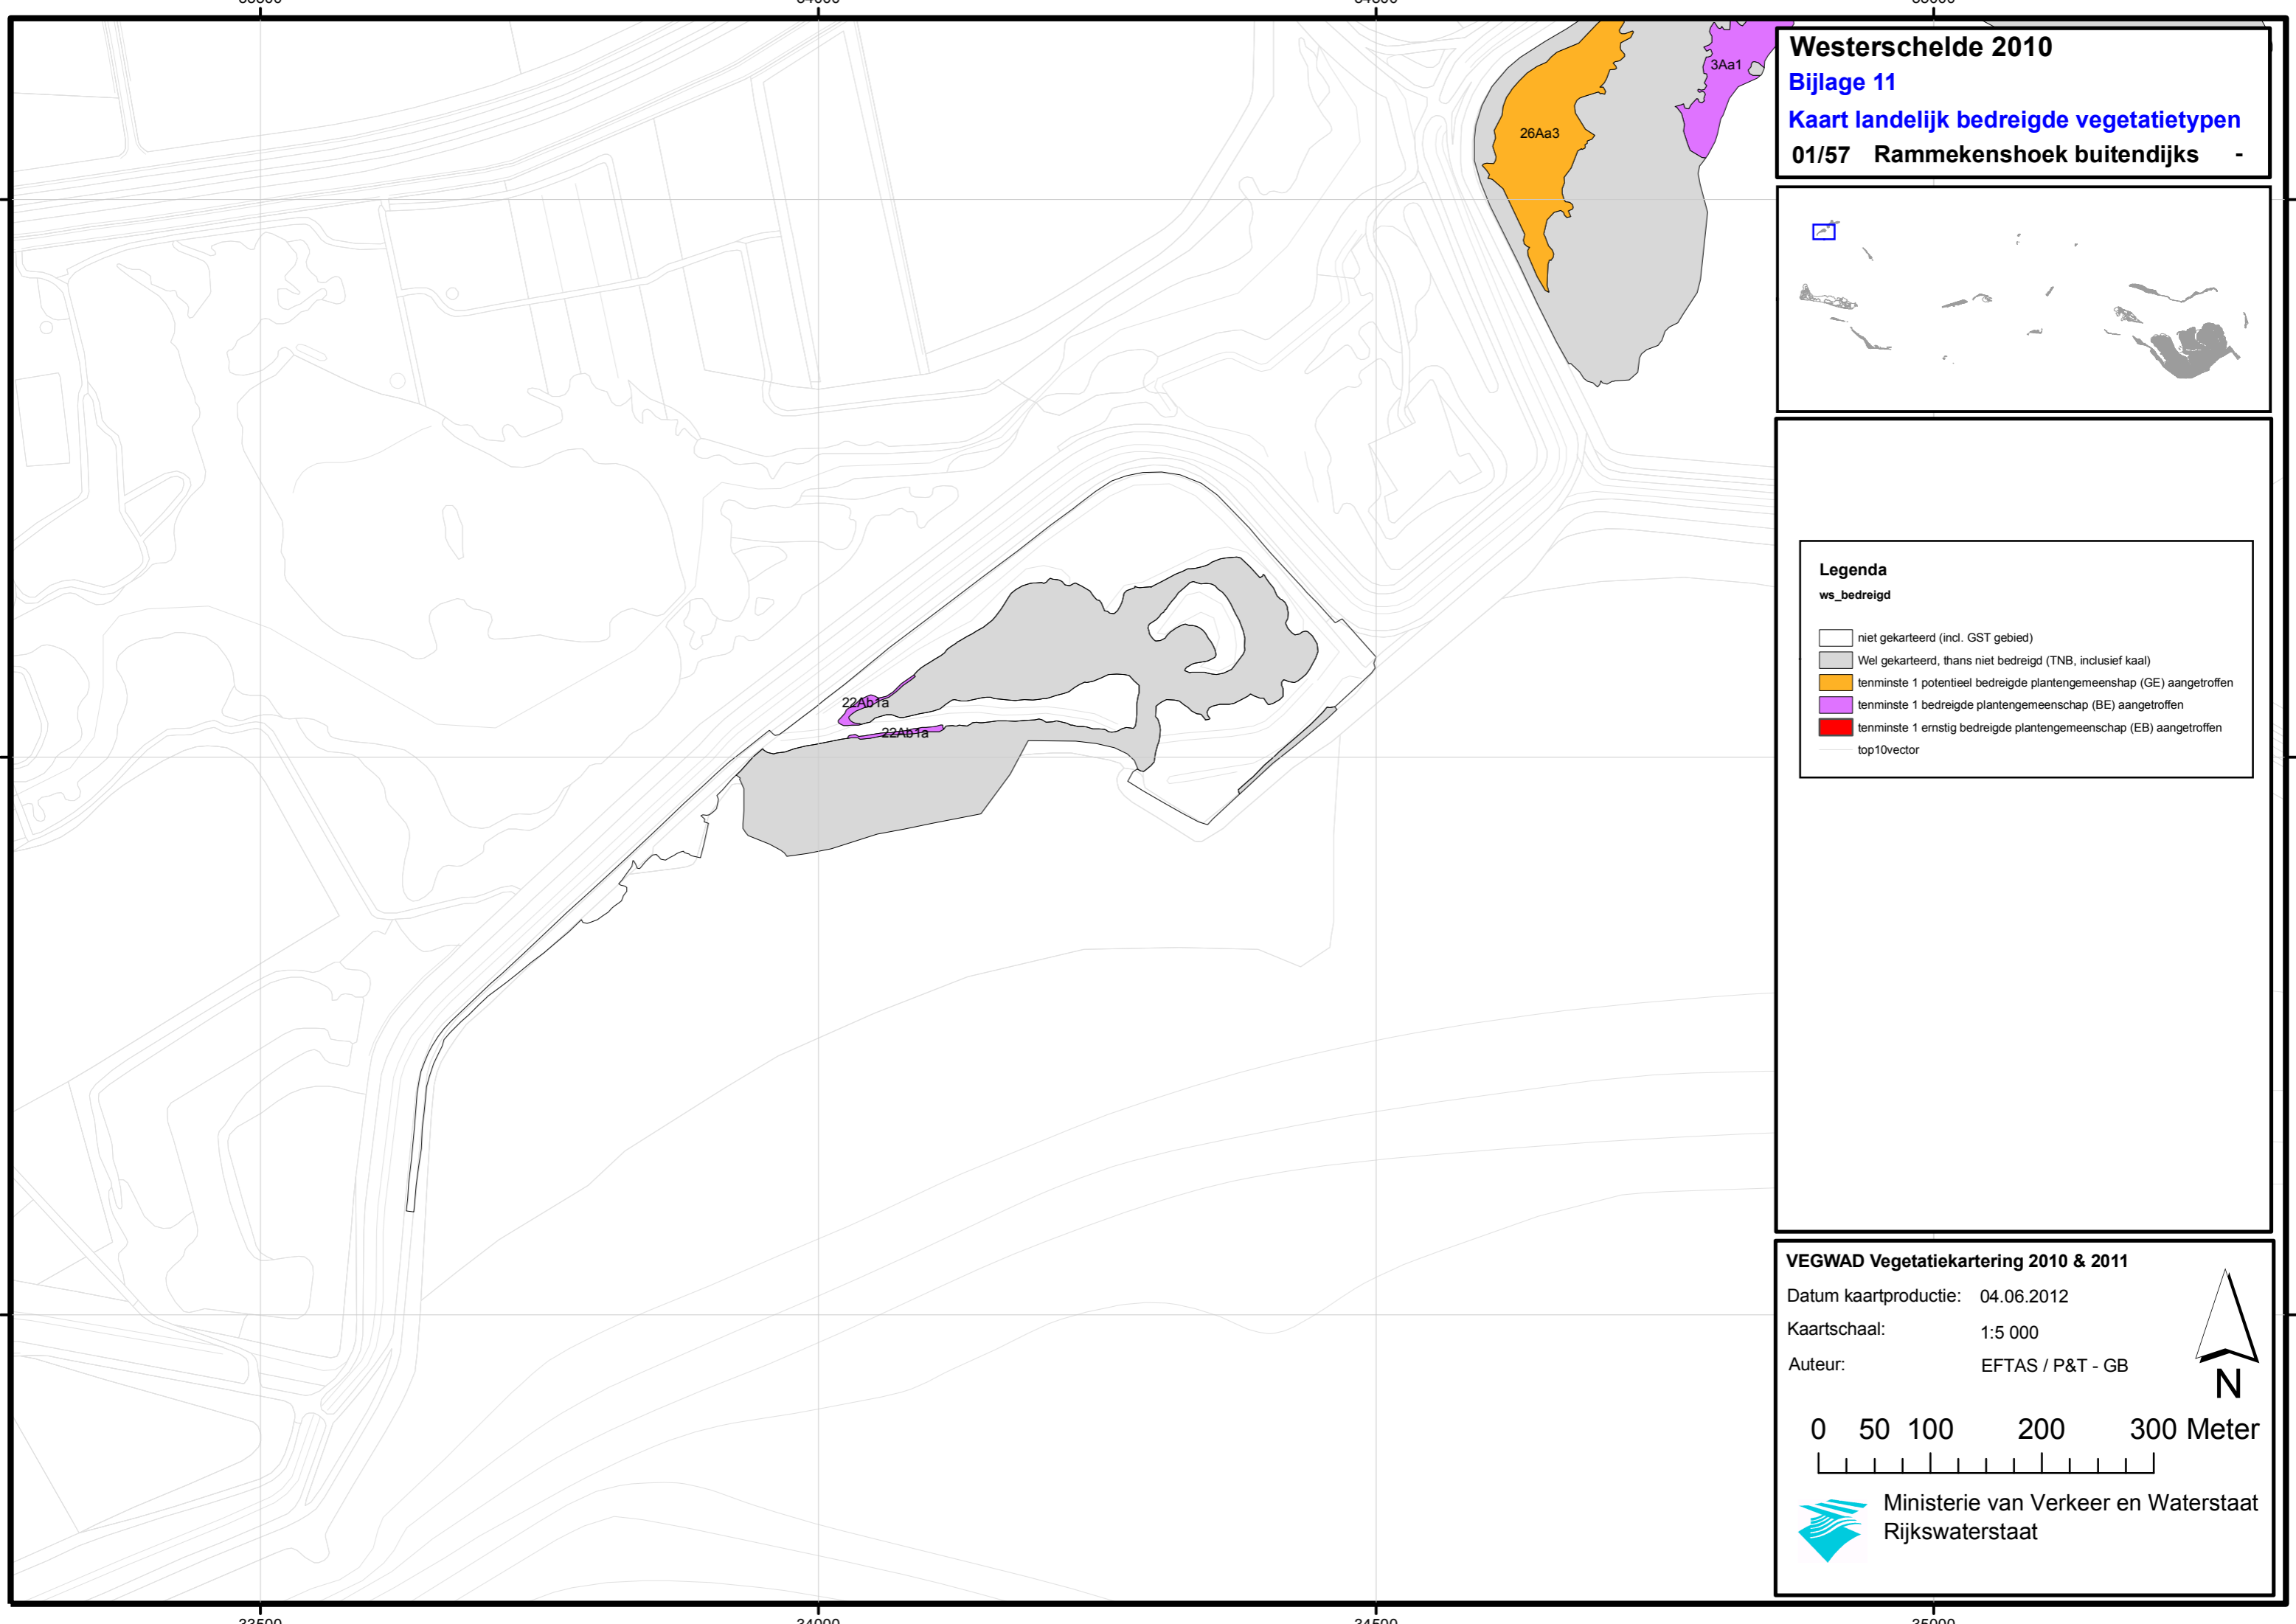 Westerschelde 2010
Bijlage 11
Kaart landelijk bedreigde vegetatietypen
01/57 Rammekenshoek buitendijks -
3Aa1
26Aa3
22Ab1a
22Ab1a
Legenda
ws_bedreigd
niet gekarteerd (incl. GST gebied)
Wel gekarteerd, thans niet bedreigd (TNB, inclusief kaal)
tenminste 1 potentieel bedreigde plantengemeenshap (GE) aangetroffen
tenminste 1 bedreigde plantengemeenschap (BE) aangetroffen
tenminste 1 ernstig bedreigde plantengemeenschap (EB) aangetroffen
top10vector
VEGWAD Vegetatiekartering 2010 & 2011
Datum kaartproductie: 04.06.2012
Kaartschaal: 1:5 000
Auteur: EFTAS / P&T - GB
N
0 50 100 200 300 Meter
Ministerie van Verkeer en Waterstaat
Rijkswaterstaat